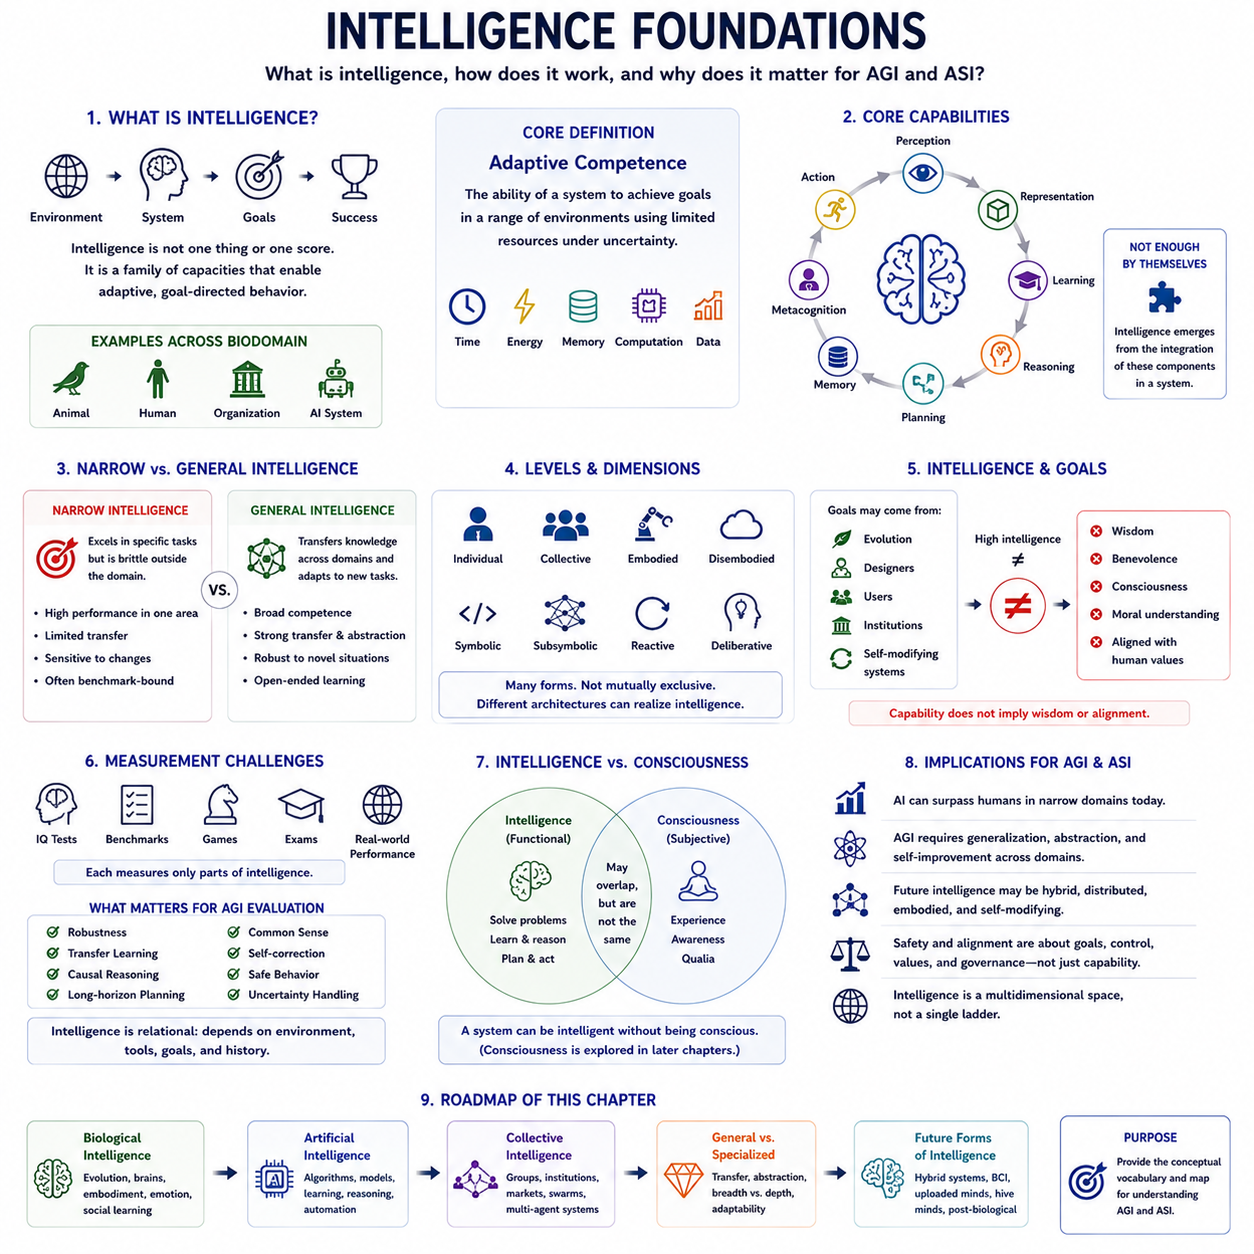 INTELLIGENCE FOUNDATIONS
What is intelligence, how does it work, and why does it matter for AGI and ASI?
1. WHAT IS INTELLIGENCE?
Environment
System
Goals
Success
Intelligence is not one thing or one score.
It is a family of capacities that enable
adaptive, goal-directed behavior.
EXAMPLES ACROSS BIODOMAIN
Animal
Human
Organization
AI System
CORE DEFINITION
Adaptive Competence
The ability of a system to achieve goals
in a range of environments using limited
resources under uncertainty.
Time
Energy
Memory
Computation
Data
2. CORE CAPABILITIES
Perception
Representation
Learning
Reasoning
Planning
Memory
Metacognition
Action
NOT ENOUGH
BY THEMSELVES
Intelligence emerges
from the integration
of these components
in a system.
3. NARROW vs. GENERAL INTELLIGENCE
NARROW INTELLIGENCE
Excels in specific tasks
but is brittle outside
the domain.
• High performance in one area
• Limited transfer
• Sensitive to changes
• Often benchmark-bound
VS.
GENERAL INTELLIGENCE
Transfers knowledge
across domains and
adapts to new tasks.
• Broad competence
• Strong transfer & abstraction
• Robust to novel situations
• Open-ended learning
4. LEVELS & DIMENSIONS
Individual
Collective
Embodied
Disembodied
</>
Symbolic
Subsymbolic
Reactive
Deliberative
Many forms. Not mutually exclusive.
Different architectures can realize intelligence.
5. INTELLIGENCE & GOALS
Goals may come from:
Evolution
Designers
Users
Institutions
Self-modifying
systems
High intelligence
≠
≠
Wisdom
Benevolence
Consciousness
Moral understanding
Aligned with
human values
Capability does not imply wisdom or alignment.
6. MEASUREMENT CHALLENGES
IQ Tests
Benchmarks
Games
Exams
Real-world
Performance
Each measures only parts of intelligence.
WHAT MATTERS FOR AGI EVALUATION
Robustness
Transfer Learning
Causal Reasoning
Long-horizon Planning
Common Sense
Self-correction
Safe Behavior
Uncertainty Handling
Intelligence is relational: depends on environment,
tools, goals, and history.
7. INTELLIGENCE vs. CONSCIOUSNESS
Intelligence
(Functional)
Solve problems
Learn & reason
Plan & act
May
overlap,
but are
not the
same
Consciousness
(Subjective)
Experience
Awareness
Qualia
A system can be intelligent without being conscious.
(Consciousness is explored in later chapters.)
8. IMPLICATIONS FOR AGI & ASI
AI can surpass humans in narrow domains today.
AGI requires generalization, abstraction, and
self-improvement across domains.
Future intelligence may be hybrid, distributed,
embodied, and self-modifying.
Safety and alignment are about goals, control,
values, and governance—not just capability.
Intelligence is a multidimensional space,
not a single ladder.
9. ROADMAP OF THIS CHAPTER
Biological
Intelligence
Evolution, brains,
embodiment, emotion,
social learning
Artificial
Intelligence
Algorithms, models,
learning, reasoning,
automation
Collective
Intelligence
Groups, institutions,
markets, swarms,
multi-agent systems
General vs.
Specialized
Transfer, abstraction,
breadth vs. depth,
adaptability
Future Forms
of Intelligence
Hybrid systems, BCI,
uploaded minds, hive
minds, post-biological
PURPOSE
Provide the conceptual
vocabulary and map
for understanding
AGI and ASI.